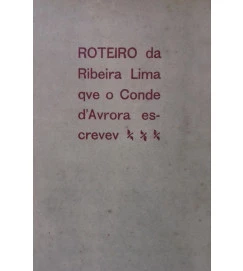 ROTEIRO da
Ribeira Lima
qve o Conde
d'Avrora es-
crevev